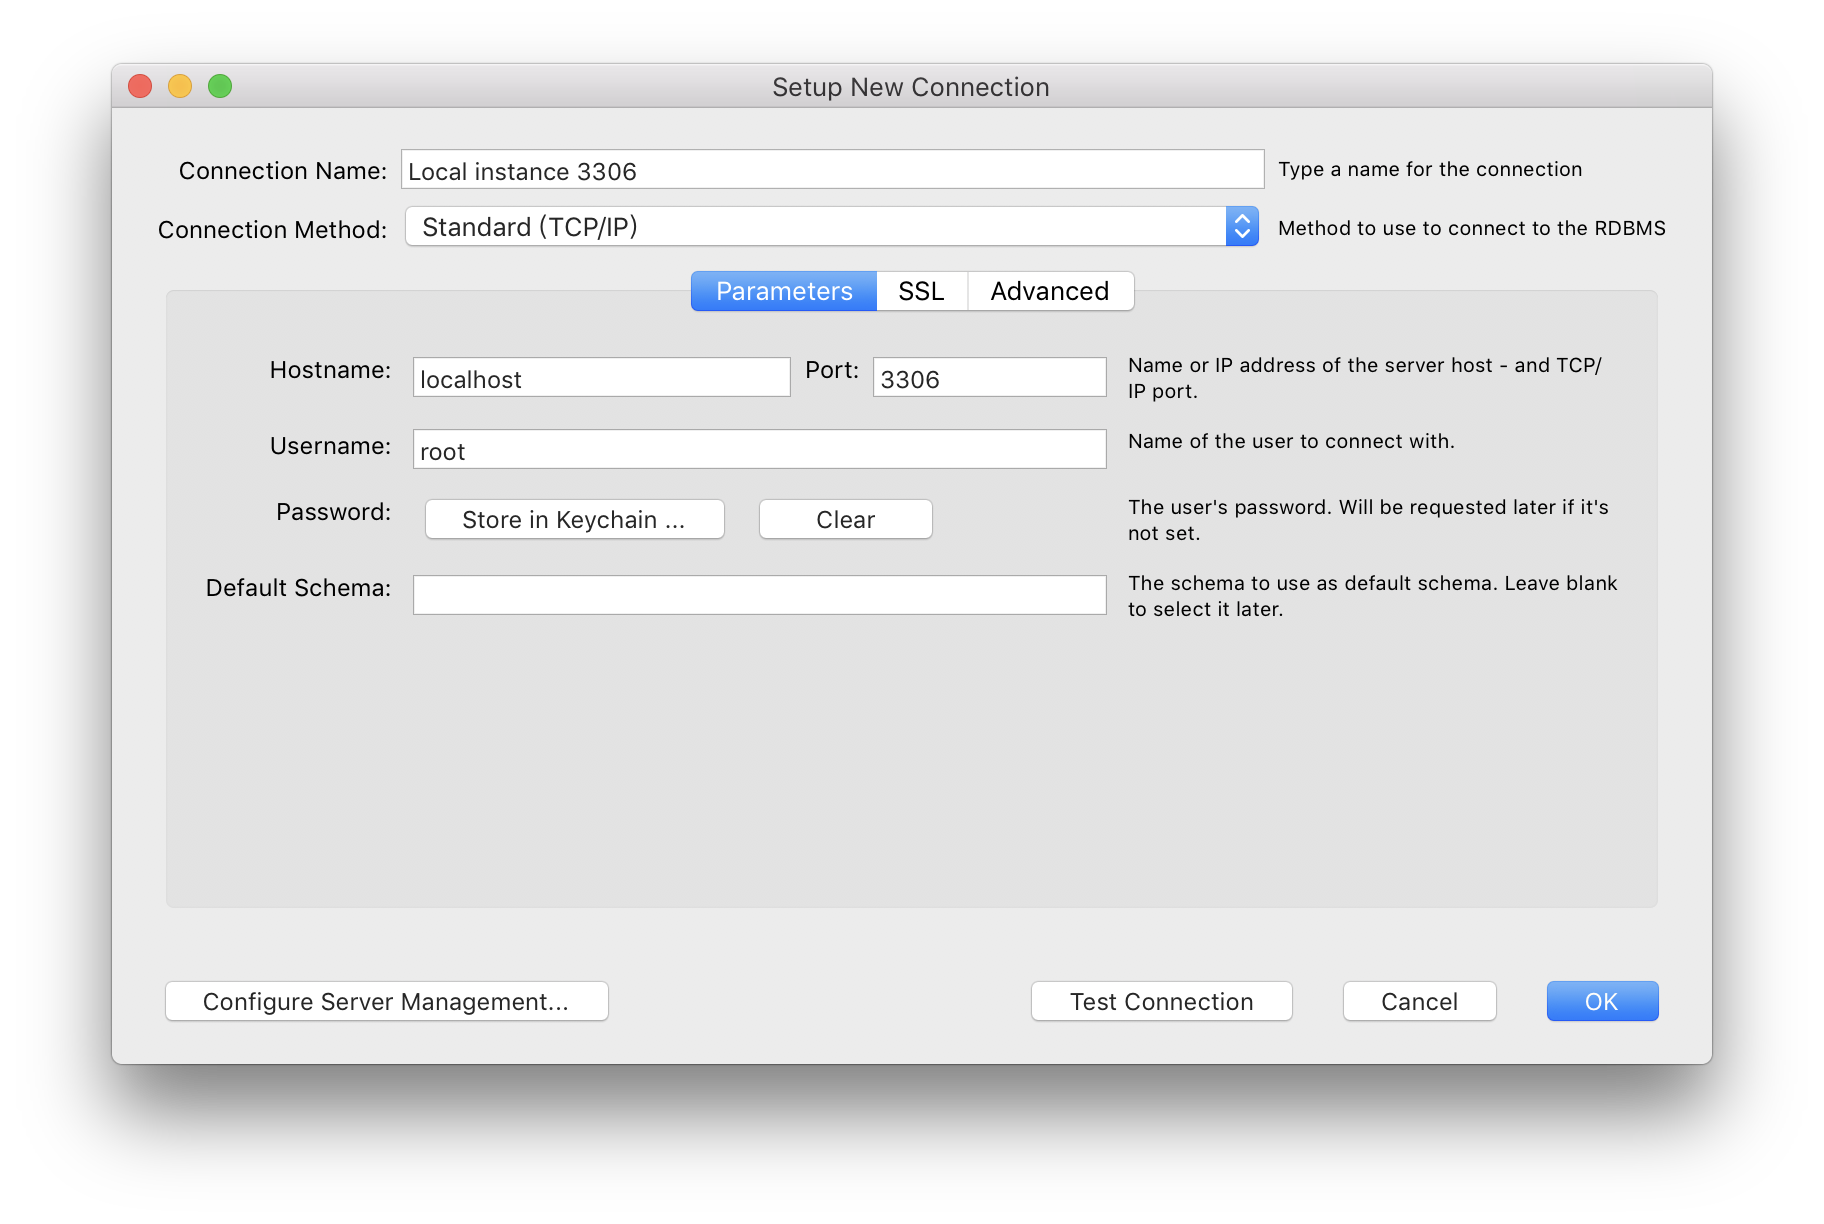 Setup New Connection
Connection Name: Local instance 3306 Type a name for the connection
Connection Method: Standard (TCP/IP) Method to use to connect to the RDBMS
Parameters SSL Advanced
Hostname: localhost Port: 3306 Name or IP address of the server host - and TCP/
IP port.
Username: root Name of the user to connect with.
Password: Store in Keychain ... Clear The user's password. Will be requested later if it's
not set.
Default Schema: The schema to use as default schema. Leave blank
to select it later.
Configure Server Management... Test Connection Cancel OK